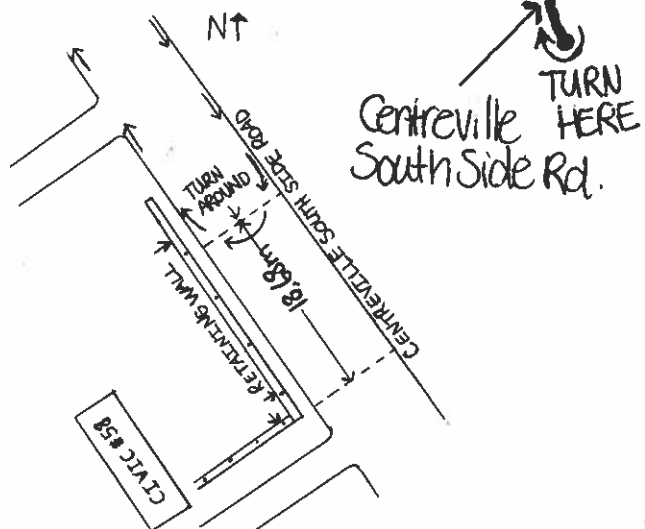 N↑
TURN
HERE
Centreville
South Side Rd.
CENTREVILLE SOUTH SIDE ROAD
TURN
AROUND
18.68m
RETAINING WALL
CIVIC #58